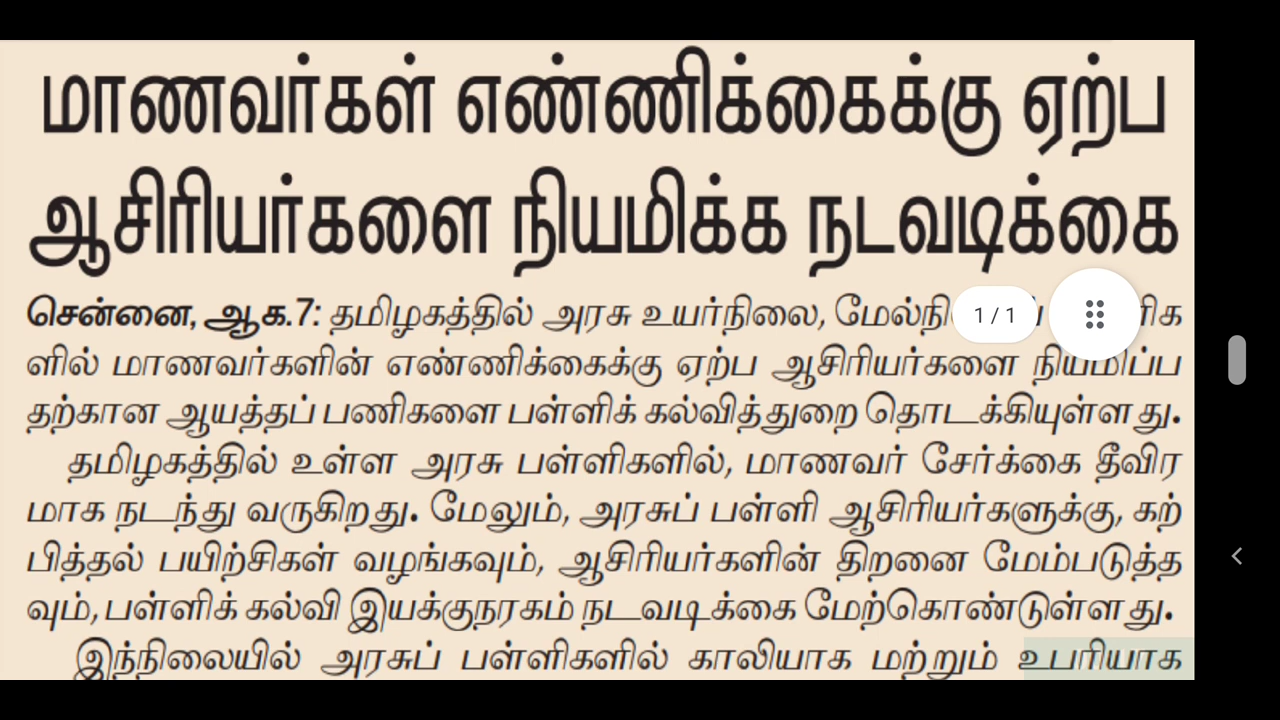 மாணவர்கள் எண்ணிக்கைக்கு ஏற்ப
ஆசிரியர்களை நியமிக்க நடவடிக்கை
சென்னை, ஆக.7: தமிழகத்தில் அரசு உயர்நிலை,
1 / 1
ளில் மாணவர்களின் எண்ணிக்கைக்கு ஏற்ப ஆசிரியர்களை நியமிப்ப
தற்கான ஆயத்தப் பணிகளை பள்ளிக் கல்வித்துறை தொடக்கியுள்ளது.
தமிழகத்தில் உள்ள அரசு பள்ளிகளில், மாணவர் சேர்க்கை தீவிர
மாக நடந்து வருகிறது. மேலும், அரசுப் பள்ளி ஆசிரியர்களுக்கு, கற்
பித்தல் பயிற்சிகள் வழங்கவும், ஆசிரியர்களின் திறனை மேம்படுத்த
வும், பள்ளிக் கல்வி இயக்குநரகம் நடவடிக்கை மேற்கொண்டுள்ளது.
இந்நிலையில் அரசுப் பள்ளிகளில் காலியாக மற்றும் உபரியாக